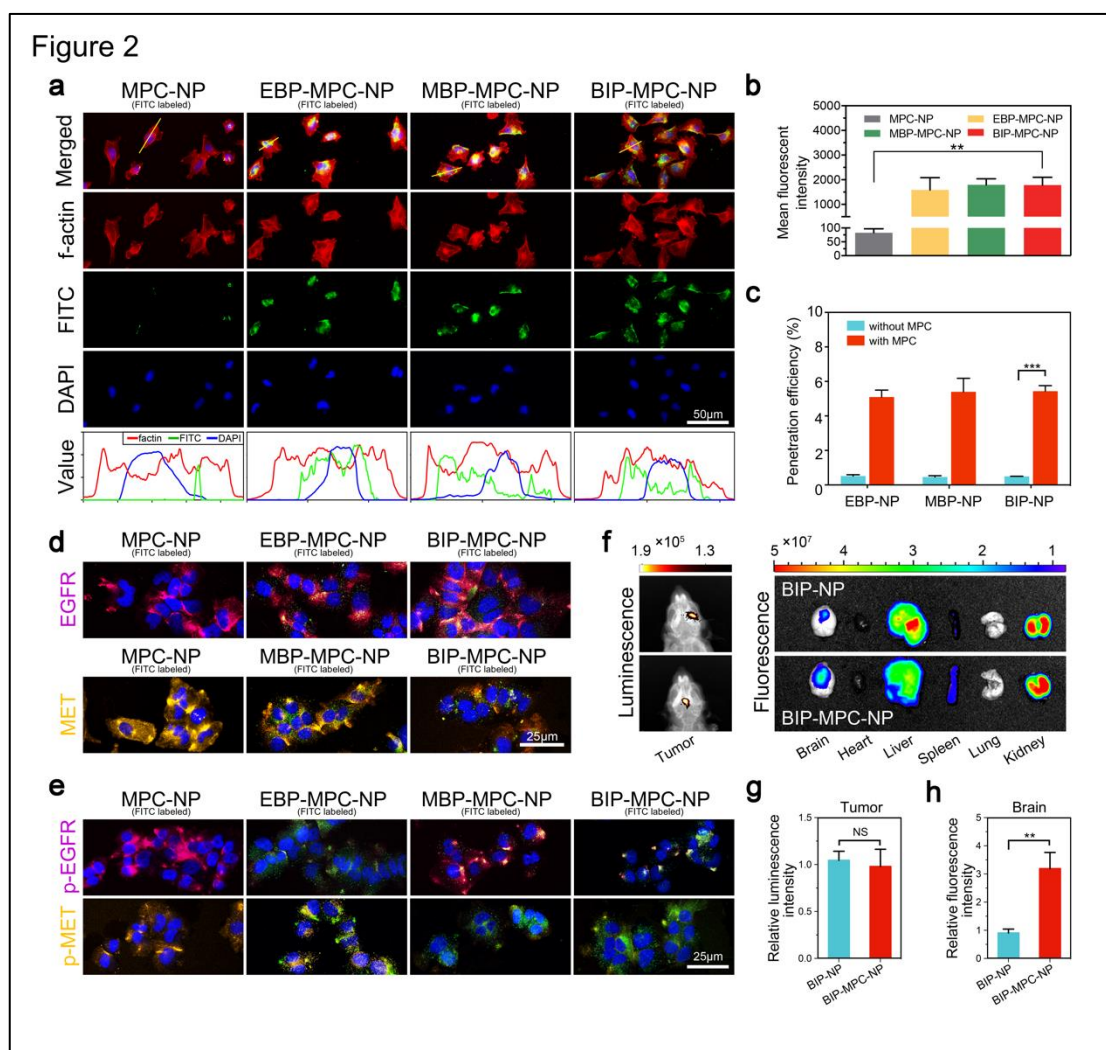 Figure 2
a
MPC-NP
(FITC labeled)
EBP-MPC-NP
(FITC labeled)
MBP-MPC-NP
(FITC labeled)
BIP-MPC-NP
(FITC labeled)
Merged
f-actin
FITC
DAPI
50μm
Value
factin FITC DAPI
b
5000
4000
3000
2000
1000
100
50
0
Mean fluorescent
intensity
MPC-NP
EBP-MPC-NP
MBP-MPC-NP
BIP-MPC-NP
**
c
8
6
4
2
0
Penetration efficiency (%)
without MPC
with MPC
***
EBP-NP
MBP-NP
BIP-NP
d
MPC-NP
(FITC labeled)
EBP-MPC-NP
(FITC labeled)
BIP-MPC-NP
(FITC labeled)
EGFR
MPC-NP
(FITC labeled)
MBP-MPC-NP
(FITC labeled)
BIP-MPC-NP
(FITC labeled)
MET
25μm
e
MPC-NP
(FITC labeled)
EBP-MPC-NP
(FITC labeled)
MBP-MPC-NP
(FITC labeled)
BIP-MPC-NP
(FITC labeled)
p-EGFR
p-MET
25μm
f
1.9 ×10⁵ 1.3
Luminescence
Tumor
5 ×10⁷ 4 3 2 1
Fluorescence
BIP-NP
BIP-MPC-NP
Brain
Heart
Liver
Spleen
Lung
Kidney
g
Tumor
1.5
1.0
0.5
0.0
Relative luminescence
intensity
NS
BIP-NP
BIP-MPC-NP
h
Brain
5
4
3
2
1
0
Relative fluorescence
intensity
**
BIP-NP
BIP-MPC-NP